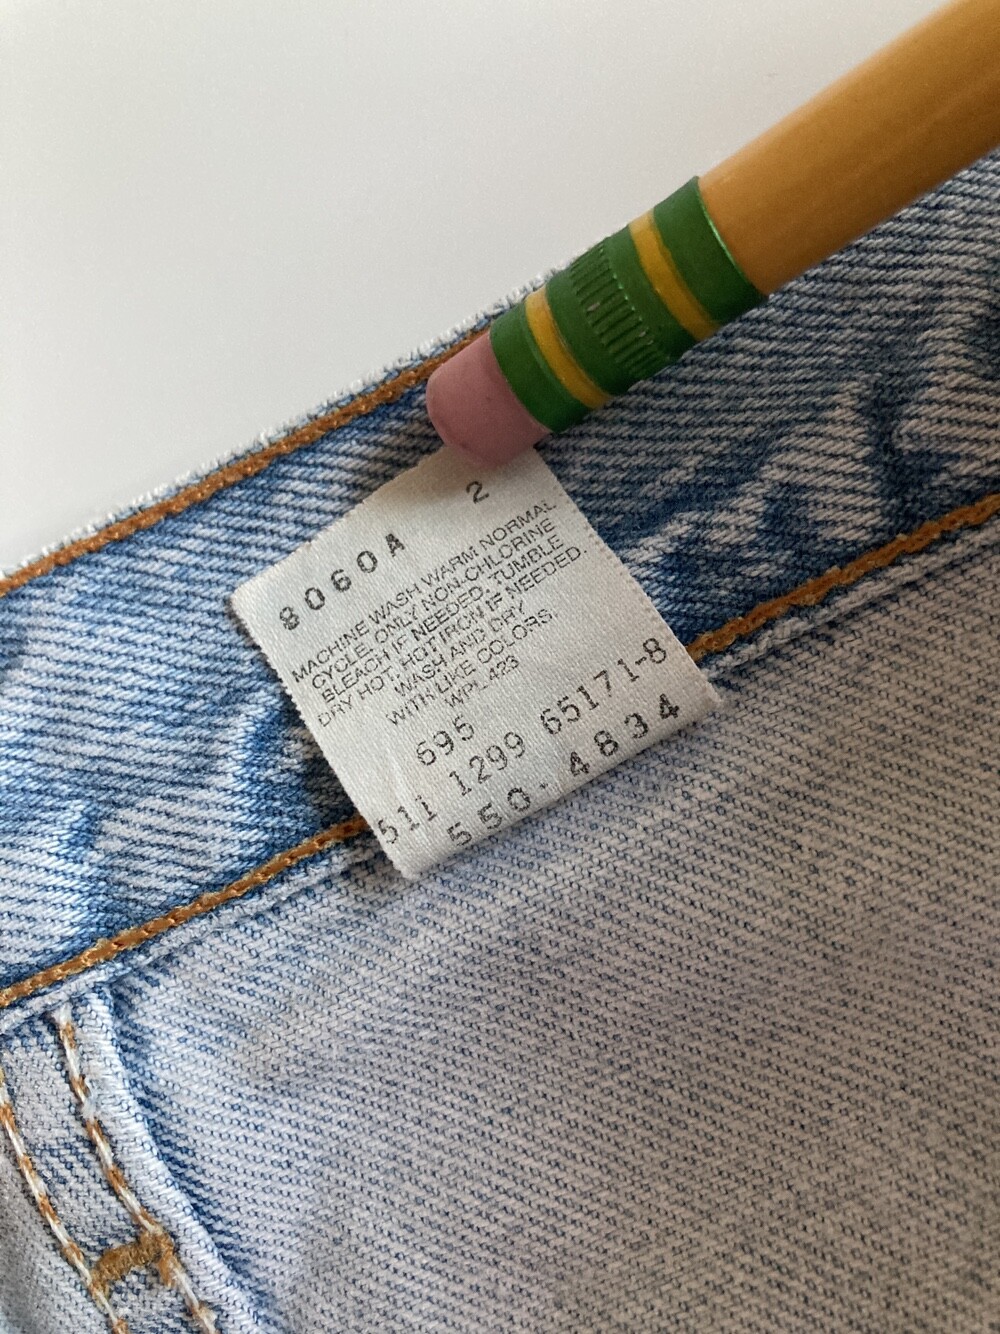 8060A 2
MACHINE WASH WARM NORMAL
CYCLE. ONLY NON-CHLORINE
BLEACH IF NEEDED. TUMBLE
DRY HOT. HOT IRON IF NEEDED.
WASH AND DRY
WITH LIKE COLORS.
WPL 423
695
511 1299 65171-8
550-4834